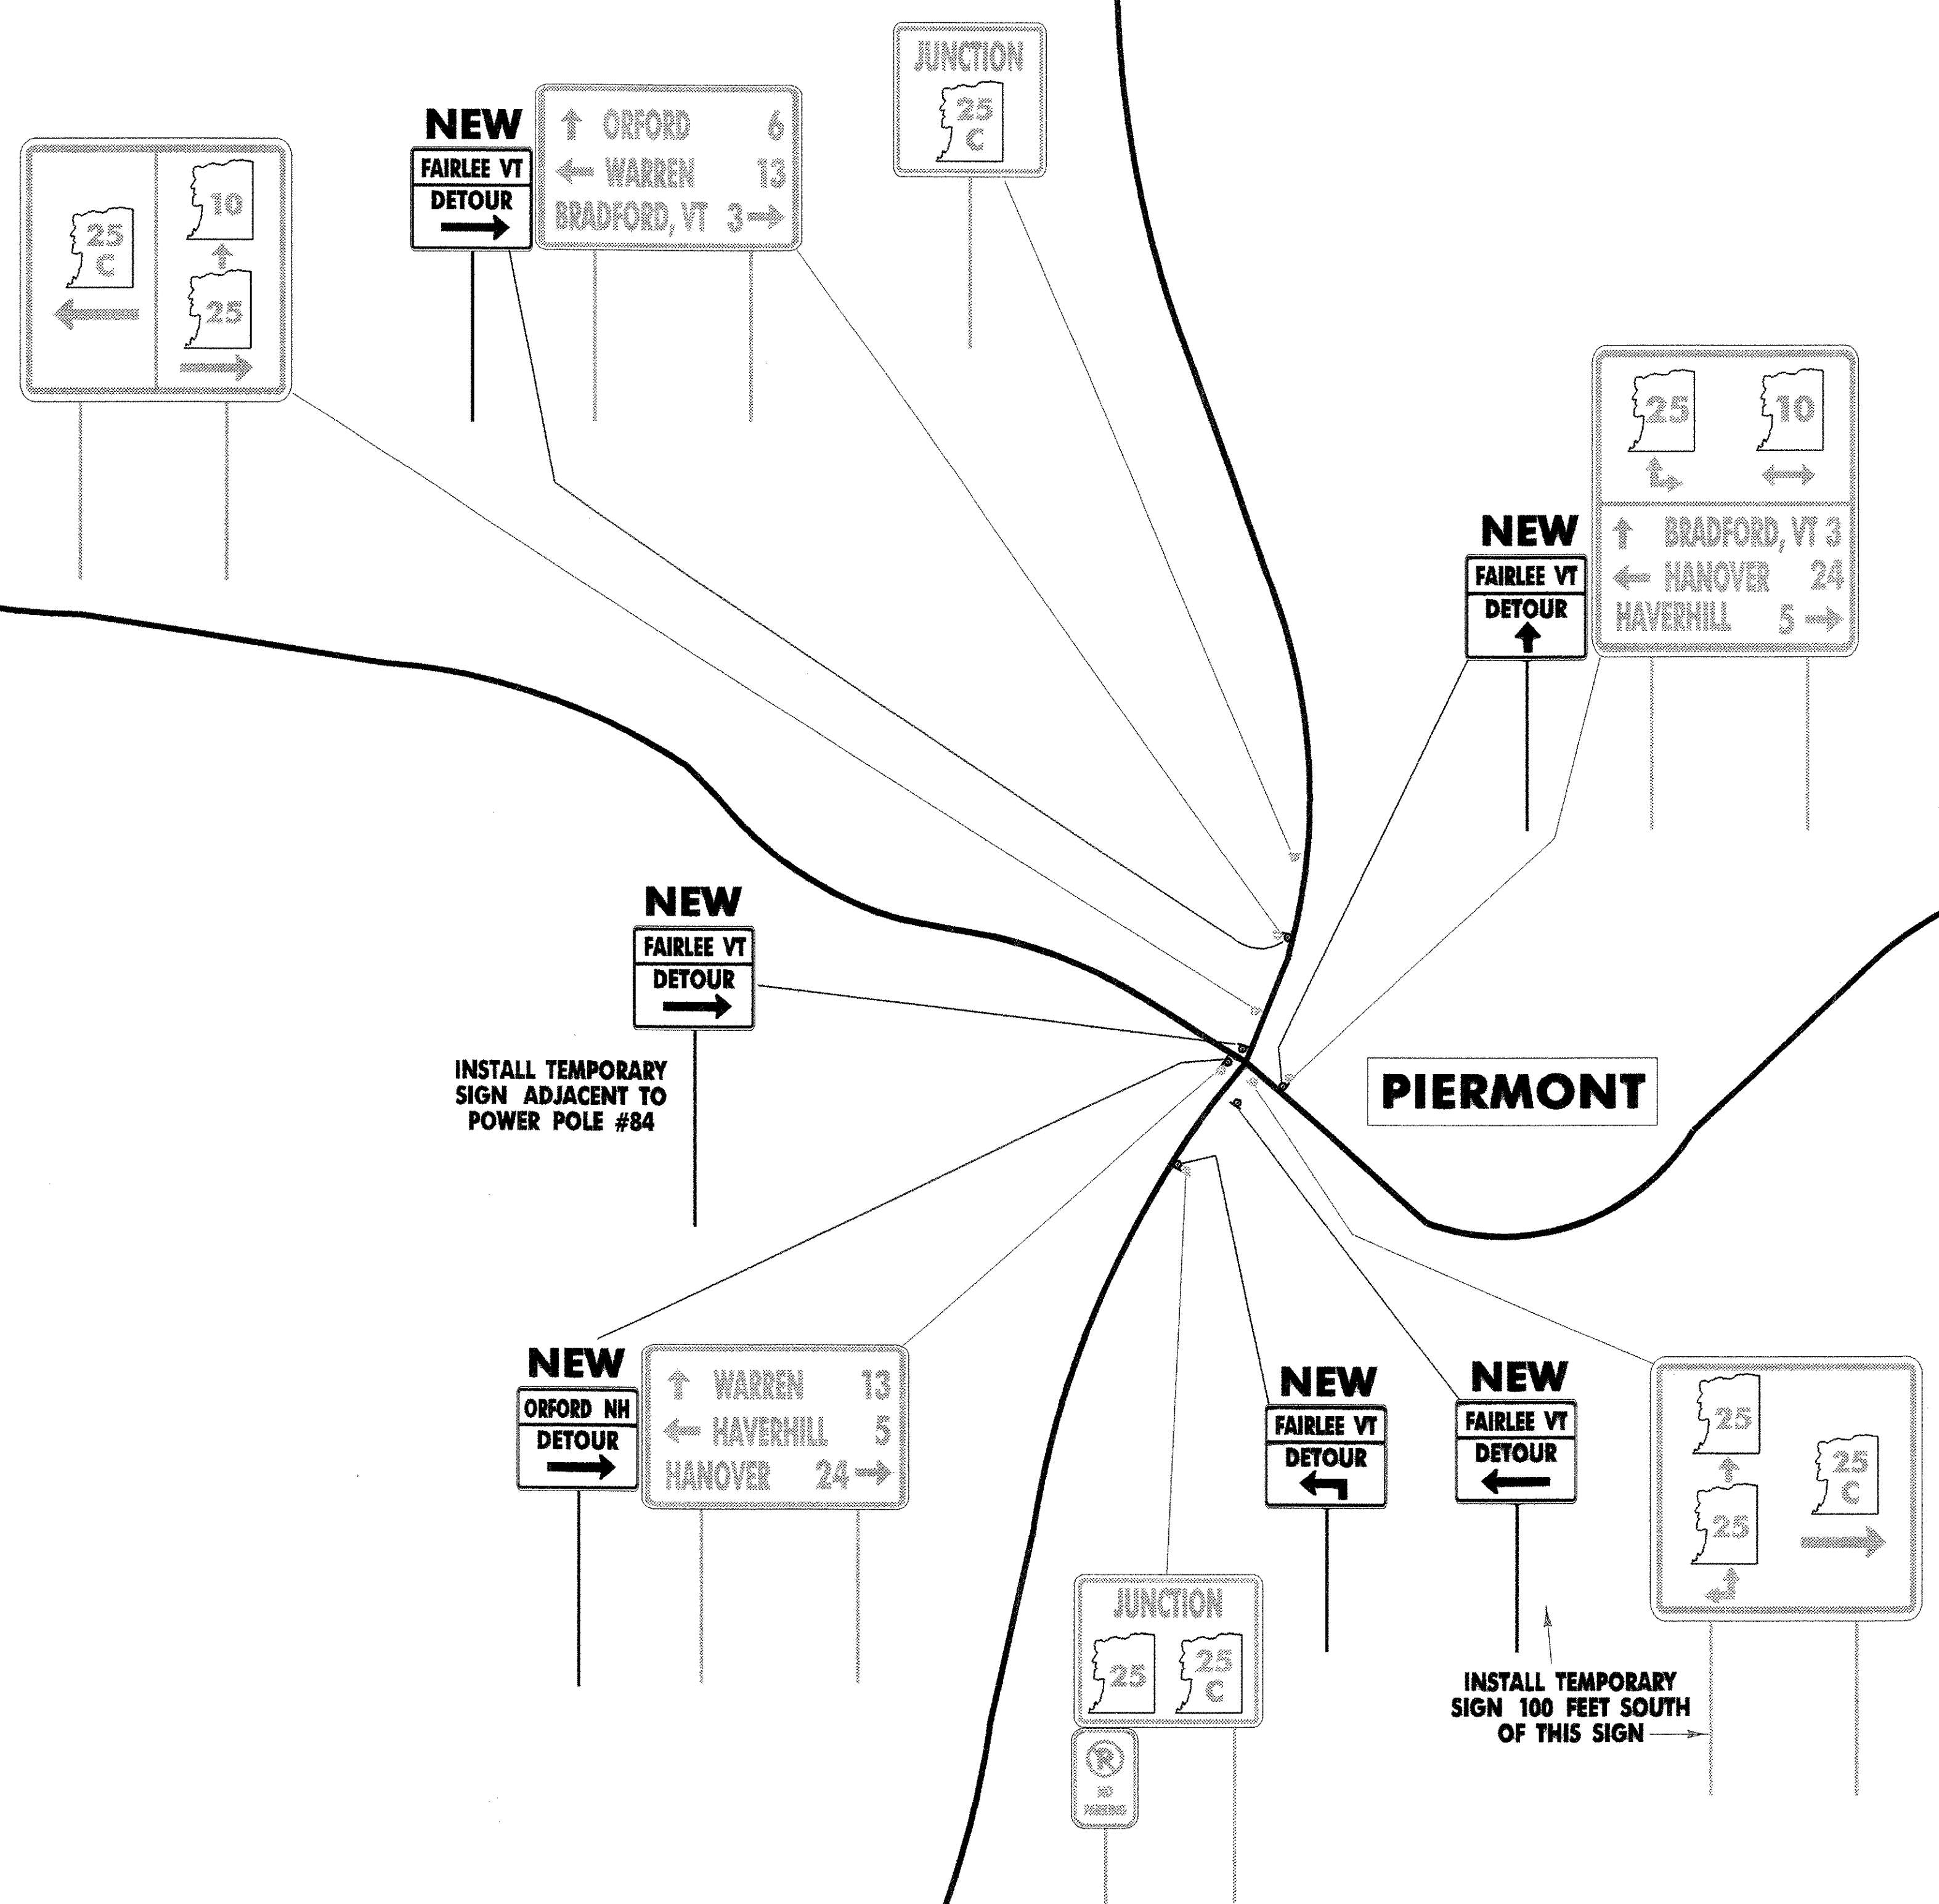 JUNCTION
25
C
NEW
FAIRLEE VT
DETOUR
↑ ORFORD 6
← WARREN 13
BRADFORD, VT 3 →
25
C
10
25
25
10
↑ BRADFORD, VT 3
← HANOVER 24
HAVERHILL 5 →
NEW
FAIRLEE VT
DETOUR
NEW
FAIRLEE VT
DETOUR
INSTALL TEMPORARY
SIGN ADJACENT TO
POWER POLE #84
PIERMONT
NEW
ORFORD NH
DETOUR
↑ WARREN 13
← HAVERHILL 5
HANOVER 24 →
NEW
FAIRLEE VT
DETOUR
NEW
FAIRLEE VT
DETOUR
25
25
25
C
JUNCTION
25
25
C
INSTALL TEMPORARY
SIGN 100 FEET SOUTH
OF THIS SIGN
P
NO
PARKING